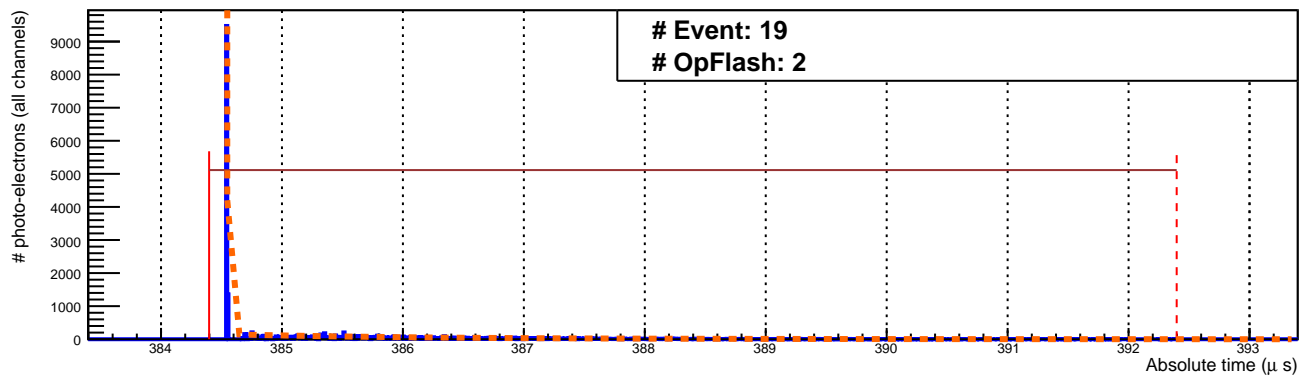 # Event: 19
# OpFlash: 2
# photo-electrons (all channels)
9000
8000
7000
6000
5000
4000
3000
2000
1000
0
384 385 386 387 388 389 390 391 392 393
Absolute time (μ s)